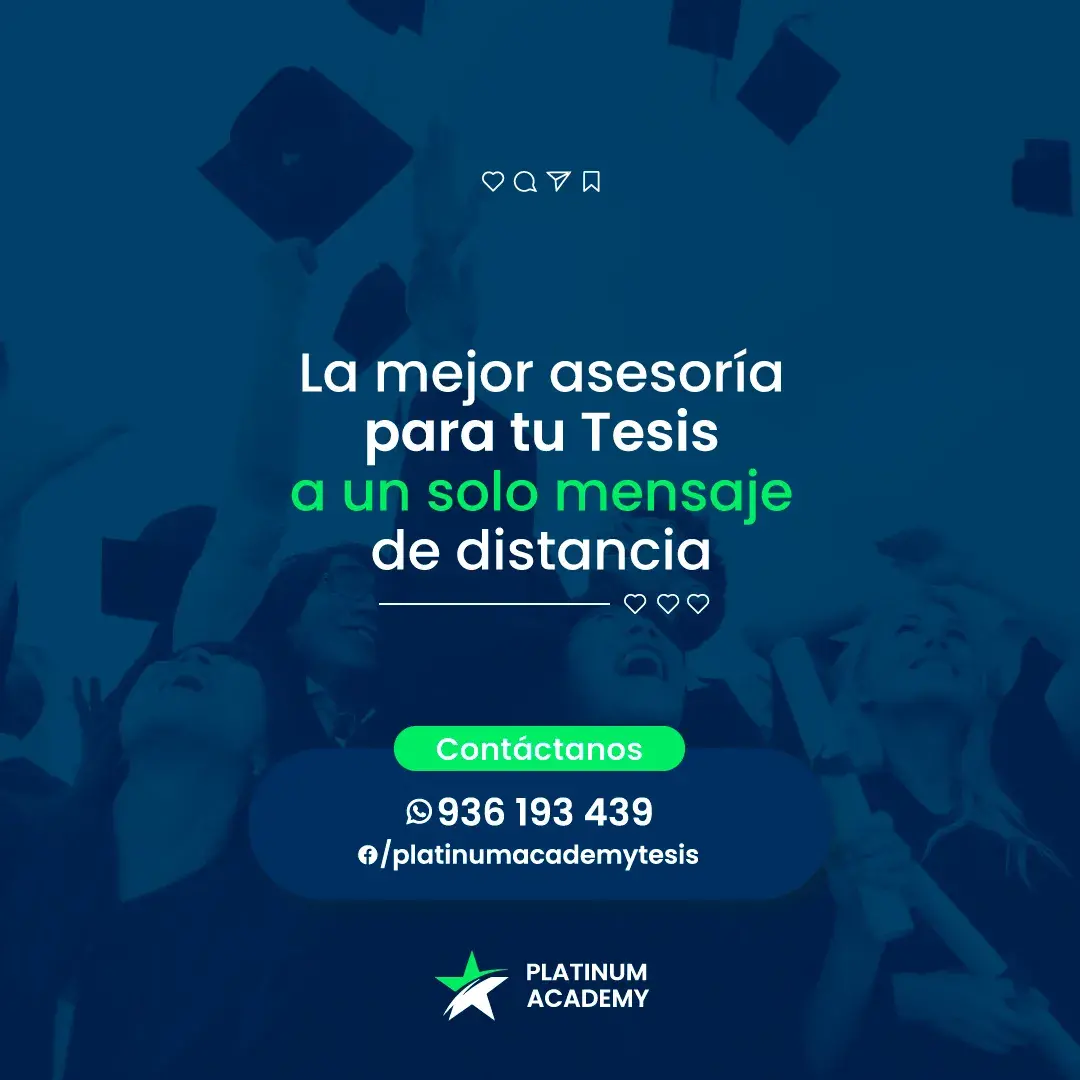 La mejor asesoría
para tu Tesis
a un solo mensaje
de distancia
Contáctanos
936 193 439
/platinumacademytesis
PLATINUM
ACADEMY